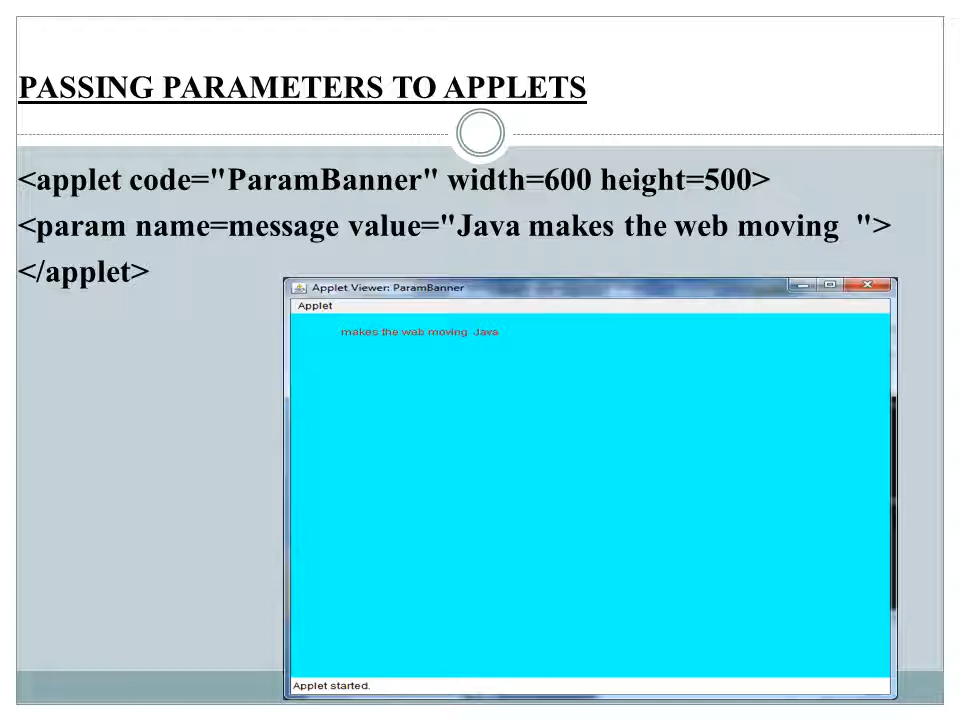 PASSING PARAMETERS TO APPLETS
<applet code="ParamBanner" width=600 height=500>
<param name=message value="Java makes the web moving  ">
</applet>
Applet Viewer: ParamBanner
Applet
makes the web moving  Java
Applet started.